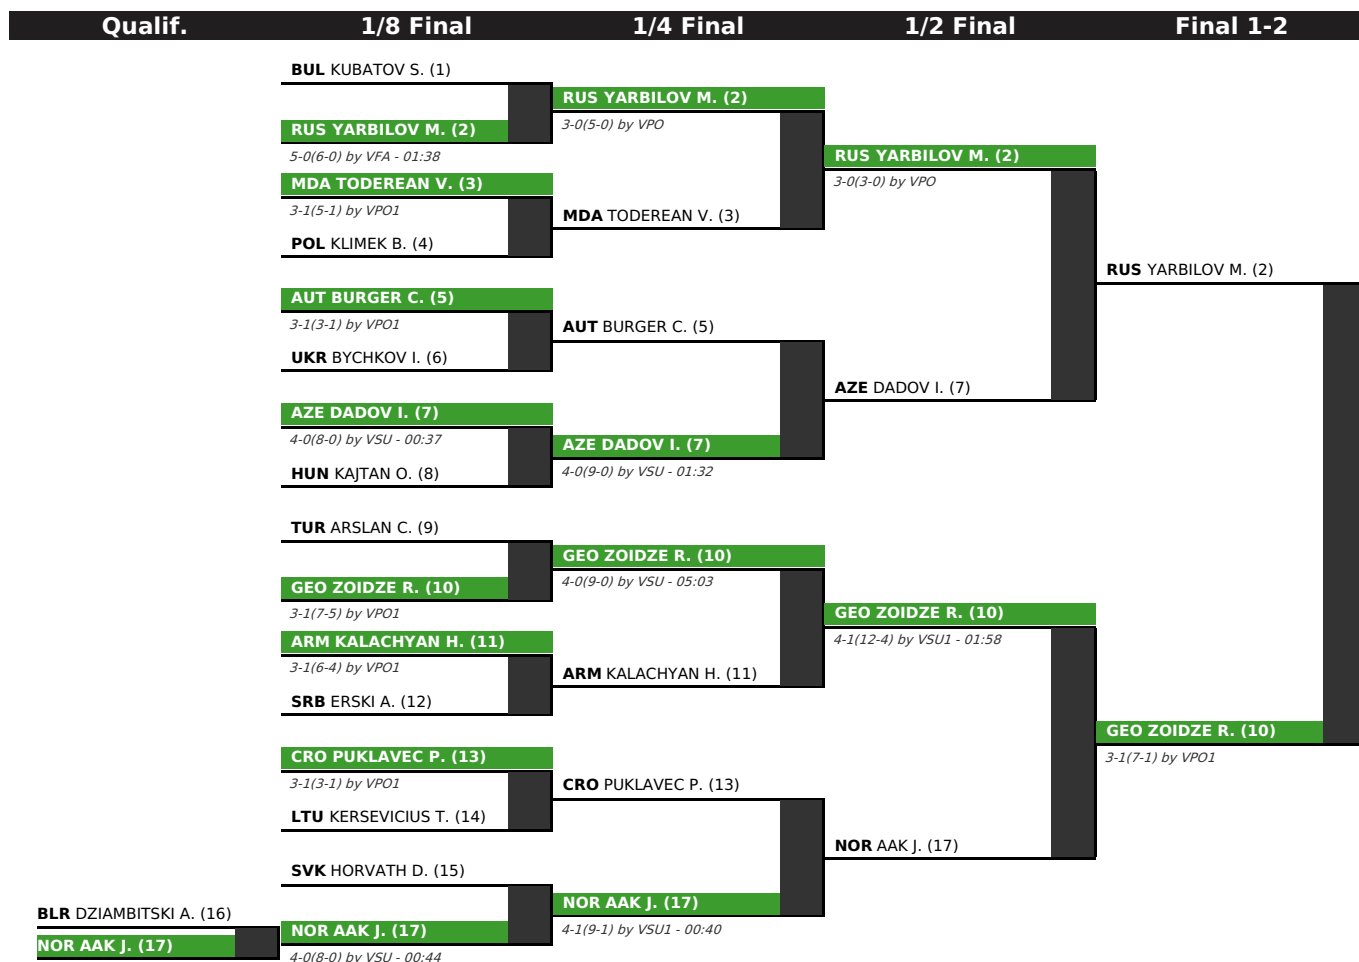 Qualif.
1/8 Final
1/4 Final
1/2 Final
Final 1-2
BUL KUBATOV S. (1)
RUS YARBILOV M. (2)
5-0(6-0) by VFA - 01:38
MDA TODEREAN V. (3)
3-1(5-1) by VPO1
POL KLIMEK B. (4)
AUT BURGER C. (5)
3-1(3-1) by VPO1
UKR BYCHKOV I. (6)
AZE DADOV I. (7)
4-0(8-0) by VSU - 00:37
HUN KAJTAN O. (8)
TUR ARSLAN C. (9)
GEO ZOIDZE R. (10)
3-1(7-5) by VPO1
ARM KALACHYAN H. (11)
3-1(6-4) by VPO1
SRB ERSKI A. (12)
CRO PUKLAVEC P. (13)
3-1(3-1) by VPO1
LTU KERSEVICIUS T. (14)
SVK HORVATH D. (15)
BLR DZIAMBITSKI A. (16)
NOR AAK J. (17)
NOR AAK J. (17)
4-0(8-0) by VSU - 00:44
RUS YARBILOV M. (2)
3-0(5-0) by VPO
MDA TODEREAN V. (3)
AUT BURGER C. (5)
AZE DADOV I. (7)
4-0(9-0) by VSU - 01:32
GEO ZOIDZE R. (10)
4-0(9-0) by VSU - 05:03
ARM KALACHYAN H. (11)
CRO PUKLAVEC P. (13)
NOR AAK J. (17)
4-1(9-1) by VSU1 - 00:40
RUS YARBILOV M. (2)
3-0(3-0) by VPO
AZE DADOV I. (7)
GEO ZOIDZE R. (10)
4-1(12-4) by VSU1 - 01:58
NOR AAK J. (17)
RUS YARBILOV M. (2)
GEO ZOIDZE R. (10)
3-1(7-1) by VPO1